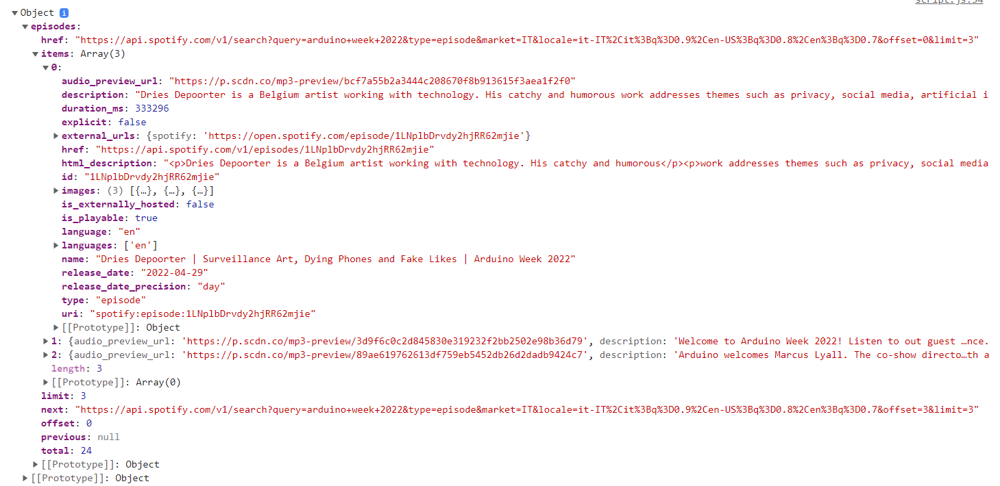 script.js:94
Object i
episodes:
href: "https://api.spotify.com/v1/search?query=arduino+week+2022&type=episode&market=IT&locale=it-IT%2Cit%3Bq%3D0.9%2Cen-US%3Bq%3D0.8%2Cen%3Bq%3D0.7&offset=0&limit=3"
items: Array(3)
0:
audio_preview_url: "https://p.scdn.co/mp3-preview/bcf7a55b2a3444c208670f8b913615f3aea1f2f0"
description: "Dries Depoorter is a Belgium artist working with technology. His catchy and humorous work addresses themes such as privacy, social media, artificial i
duration_ms: 333296
explicit: false
external_urls: {spotify: 'https://open.spotify.com/episode/1LNplbDrvdy2hjRR62mjie'}
href: "https://api.spotify.com/v1/episodes/1LNplbDrvdy2hjRR62mjie"
html_description: "<p>Dries Depoorter is a Belgium artist working with technology. His catchy and humorous</p><p>work addresses themes such as privacy, social media
id: "1LNplbDrvdy2hjRR62mjie"
images: (3) [{…}, {…}, {…}]
is_externally_hosted: false
is_playable: true
language: "en"
languages: ['en']
name: "Dries Depoorter | Surveillance Art, Dying Phones and Fake Likes | Arduino Week 2022"
release_date: "2022-04-29"
release_date_precision: "day"
type: "episode"
uri: "spotify:episode:1LNplbDrvdy2hjRR62mjie"
[[Prototype]]: Object
1: {audio_preview_url: 'https://p.scdn.co/mp3-preview/3d9f6c0c2d845830e319232f2bb2502e98b36d79', description: 'Welcome to Arduino Week 2022! Listen to out guest …nce.
2: {audio_preview_url: 'https://p.scdn.co/mp3-preview/89ae619762613df759eb5452db26d2dadb9424c7', description: 'Arduino welcomes Marcus Lyall. The co-show directo…th a
length: 3
[[Prototype]]: Array(0)
limit: 3
next: "https://api.spotify.com/v1/search?query=arduino+week+2022&type=episode&market=IT&locale=it-IT%2Cit%3Bq%3D0.9%2Cen-US%3Bq%3D0.8%2Cen%3Bq%3D0.7&offset=3&limit=3"
offset: 0
previous: null
total: 24
[[Prototype]]: Object
[[Prototype]]: Object